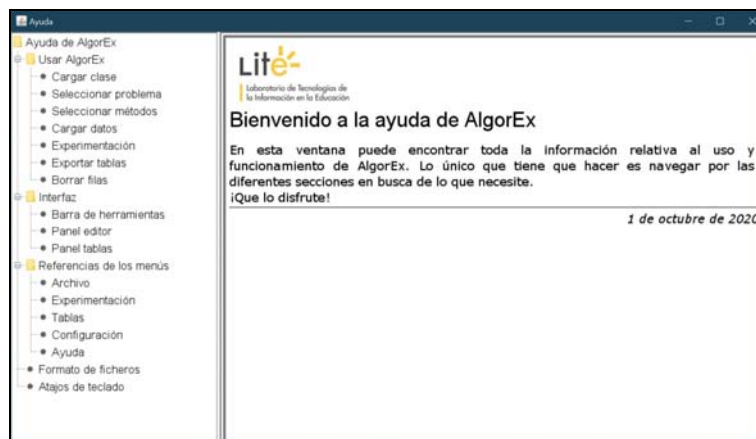 Ayuda
Ayuda de AlgorEx
Usar AlgorEx
Cargar clase
Seleccionar problema
Seleccionar métodos
Cargar datos
Experimentación
Exportar tablas
Borrar filas
Interfaz
Barra de herramientas
Panel editor
Panel tablas
Referencias de los menús
Archivo
Experimentación
Tablas
Configuración
Ayuda
Formato de ficheros
Atajos de teclado
Lite
Laboratorio de Tecnologías de
la Información en la Educación
Bienvenido a la ayuda de AlgorEx
En esta ventana puede encontrar toda la información relativa al uso y
funcionamiento de AlgorEx. Lo único que tiene que hacer es navegar por las
diferentes secciones en busca de lo que necesite.
¡Que lo disfrute!
1 de octubre de 2020